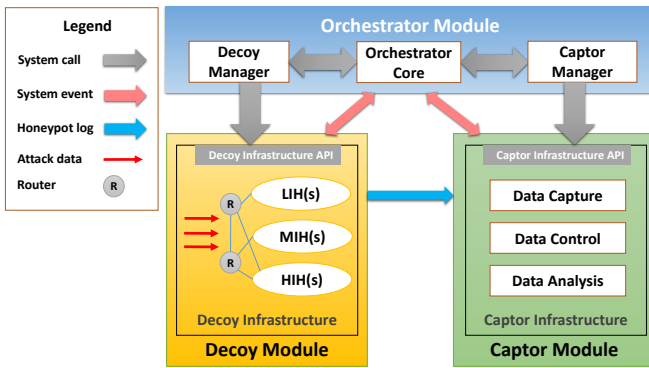 Legend
System call
System event
Honeypot log
Attack data
Router
R
Orchestrator Module
Decoy
Manager
Orchestrator
Core
Captor
Manager
Decoy Infrastructure API
R
R
LIH(s)
MIH(s)
HIH(s)
Decoy Infrastructure
Decoy Module
Captor Infrastructure API
Data Capture
Data Control
Data Analysis
Captor Infrastructure
Captor Module